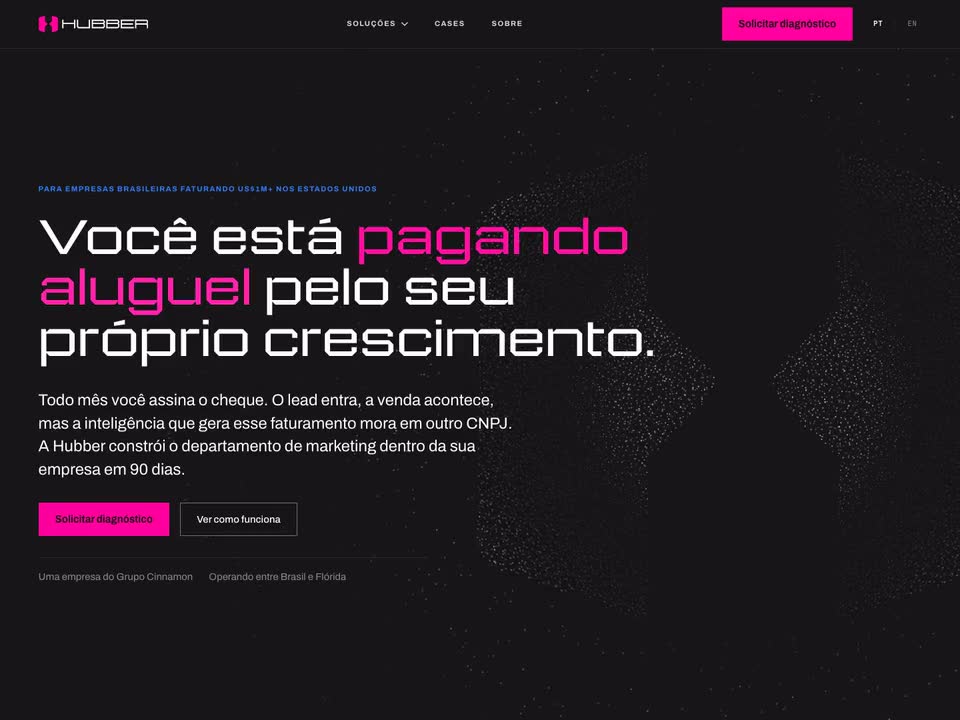 HUBBER
SOLUÇÕES
CASES
SOBRE
Solicitar diagnóstico
PT
EN
PARA EMPRESAS BRASILEIRAS FATURANDO US$1M+ NOS ESTADOS UNIDOS
Você está pagando
aluguel pelo seu
próprio crescimento.
Todo mês você assina o cheque. O lead entra, a venda acontece,
mas a inteligência que gera esse faturamento mora em outro CNPJ.
A Hubber constrói o departamento de marketing dentro da sua
empresa em 90 dias.
Solicitar diagnóstico
Ver como funciona
Uma empresa do Grupo Cinnamon
Operando entre Brasil e Flórida